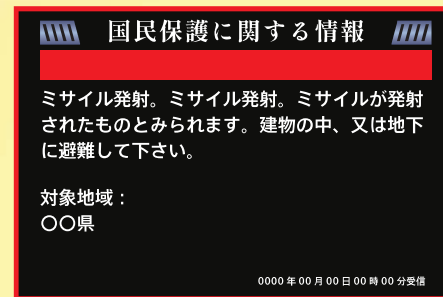 国民保護に関する情報
ミサイル発射。ミサイル発射。ミサイルが発射
されたものとみられます。建物の中、又は地下
に避難して下さい。
対象地域：
〇〇県
0000年00月00日00時00分受信